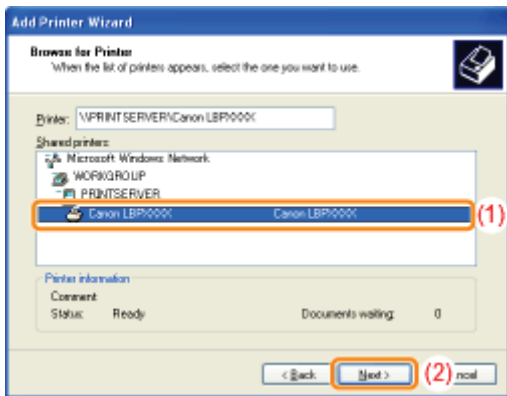 Add Printer Wizard
Browse for Printer
When the list of printers appears, select the one you want to use.
Printer: \\PRINTSERVER\Canon LBPXXXX
Shared printers:
Microsoft Windows Network
WORKGROUP
PRINTSERVER
Canon LBPXXXX Canon LBPXXXX (1)
Printer information
Comment:
Status: Ready Documents waiting: 0
< Back Next > (2) ncel